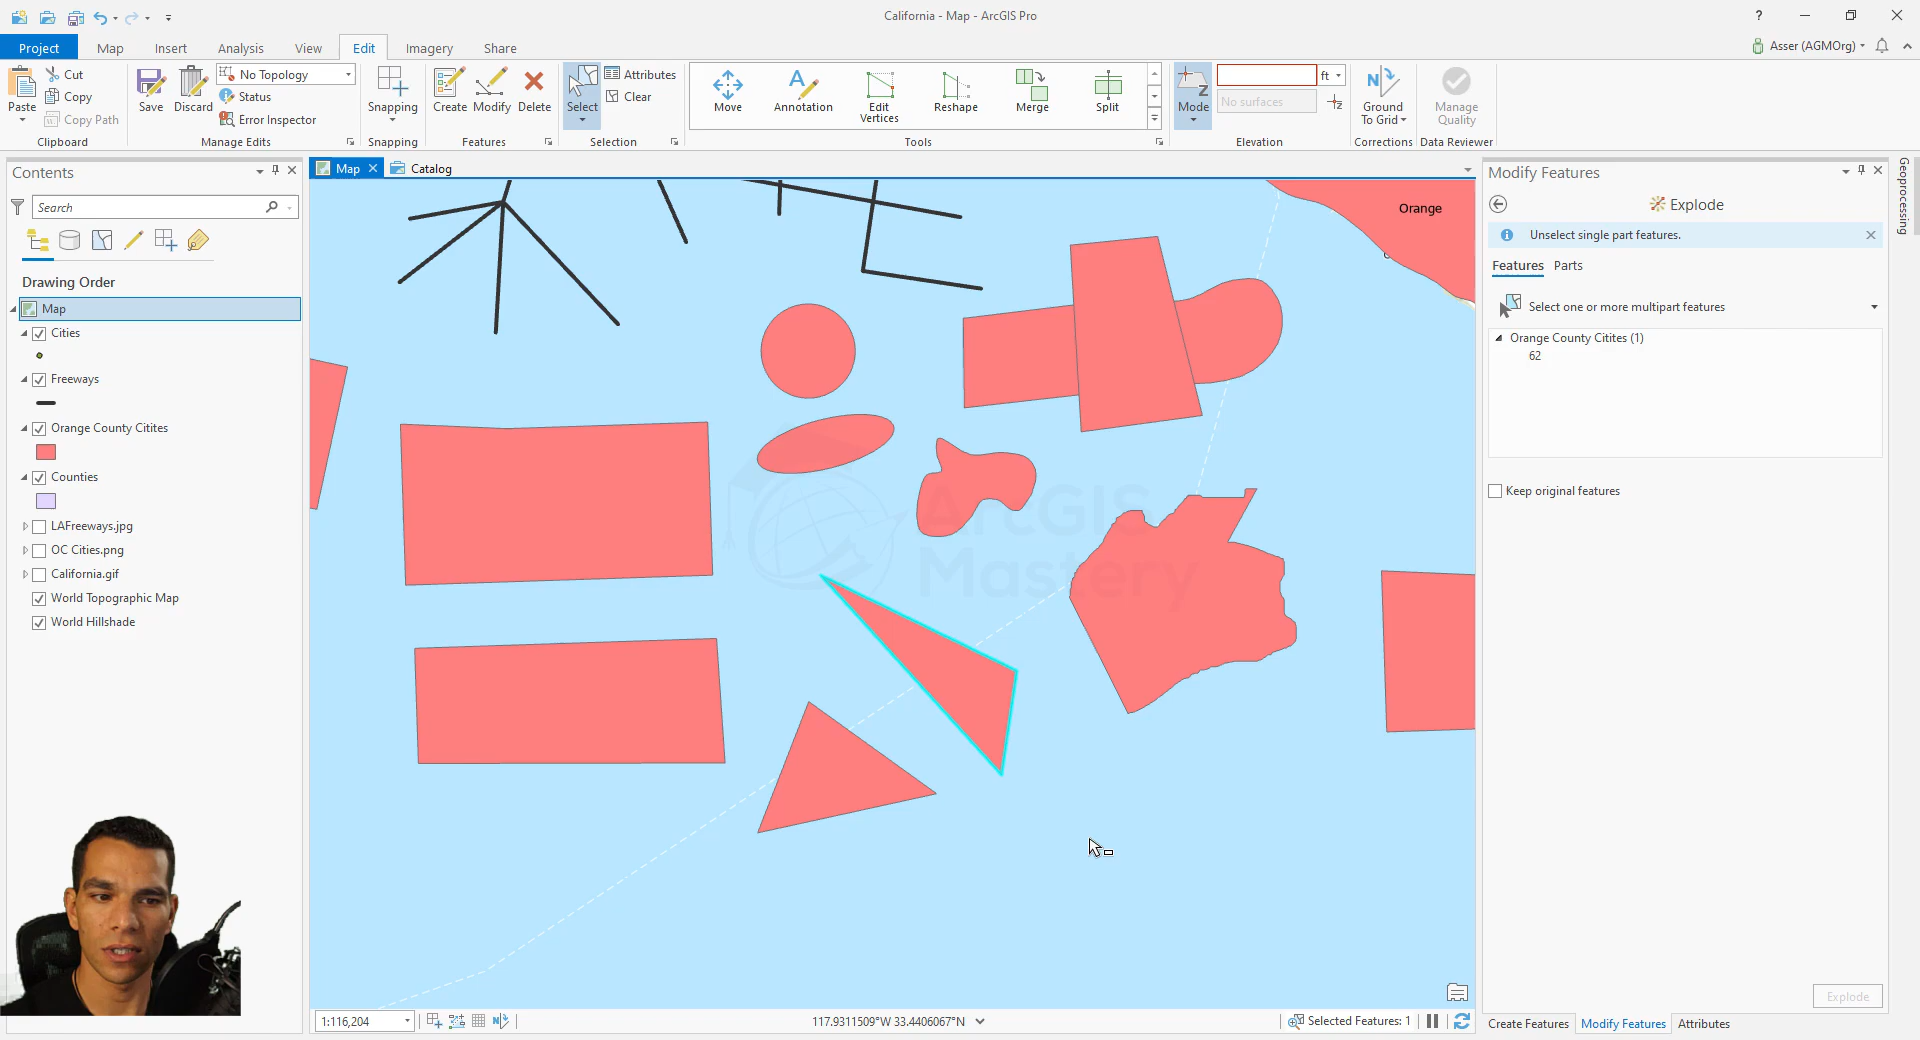 California - Map - ArcGIS Pro
?
Project
Map
Insert
Analysis
View
Edit
Imagery
Share
Asser (AGMOrg)
Paste
Cut
Copy
Copy Path
Clipboard
Save
Discard
No Topology
Status
Error Inspector
Manage Edits
Snapping
Snapping
Create
Modify
Delete
Features
Select
Attributes
Clear
Selection
Move
Annotation
Edit
Vertices
Reshape
Merge
Split
Tools
Mode
ft
No surfaces
Elevation
Ground
To Grid
Corrections
Manage
Quality
Data Reviewer
Contents
Search
Drawing Order
Map
Cities
Freeways
Orange County Citites
Counties
LAFreeways.jpg
OC Cities.png
California.gif
World Topographic Map
World Hillshade
Map
Catalog
Orange
ArcGIS
Mastery
1:116,204
117.9311509°W 33.4406067°N
Selected Features: 1
Modify Features
Explode
Unselect single part features.
Features
Parts
Select one or more multipart features
Orange County Citites (1)
62
Keep original features
Explode
Create Features
Modify Features
Attributes
Geoprocessing